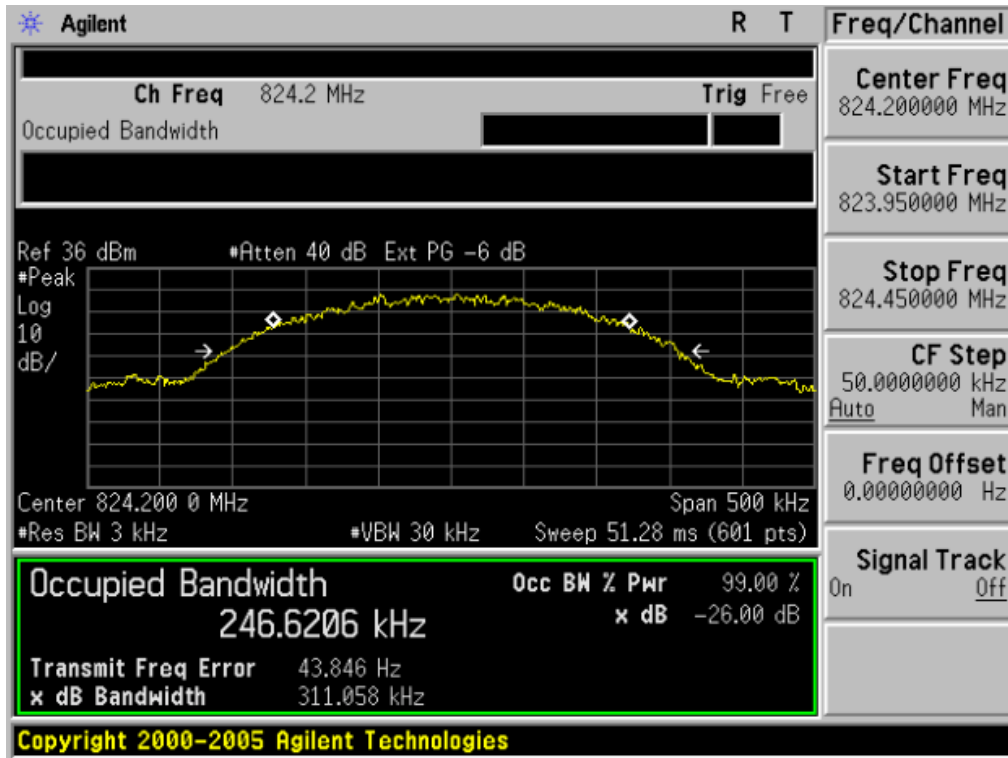 Agilent R T
Ch Freq 824.2 MHz Trig Free
Occupied Bandwidth
Ref 36 dBm #Atten 40 dB Ext PG -6 dB
#Peak
Log
10
dB/
Center 824.200 0 MHz Span 500 kHz
#Res BW 3 kHz #VBW 30 kHz Sweep 51.28 ms (601 pts)
Occupied Bandwidth
246.6206 kHz
Occ BW % Pwr 99.00 %
x dB -26.00 dB
Transmit Freq Error 43.846 Hz
x dB Bandwidth 311.058 kHz
Copyright 2000-2005 Agilent Technologies
Freq/Channel
Center Freq
824.200000 MHz
Start Freq
823.950000 MHz
Stop Freq
824.450000 MHz
CF Step
50.0000000 kHz
Auto Man
Freq Offset
0.00000000 Hz
Signal Track
On Off